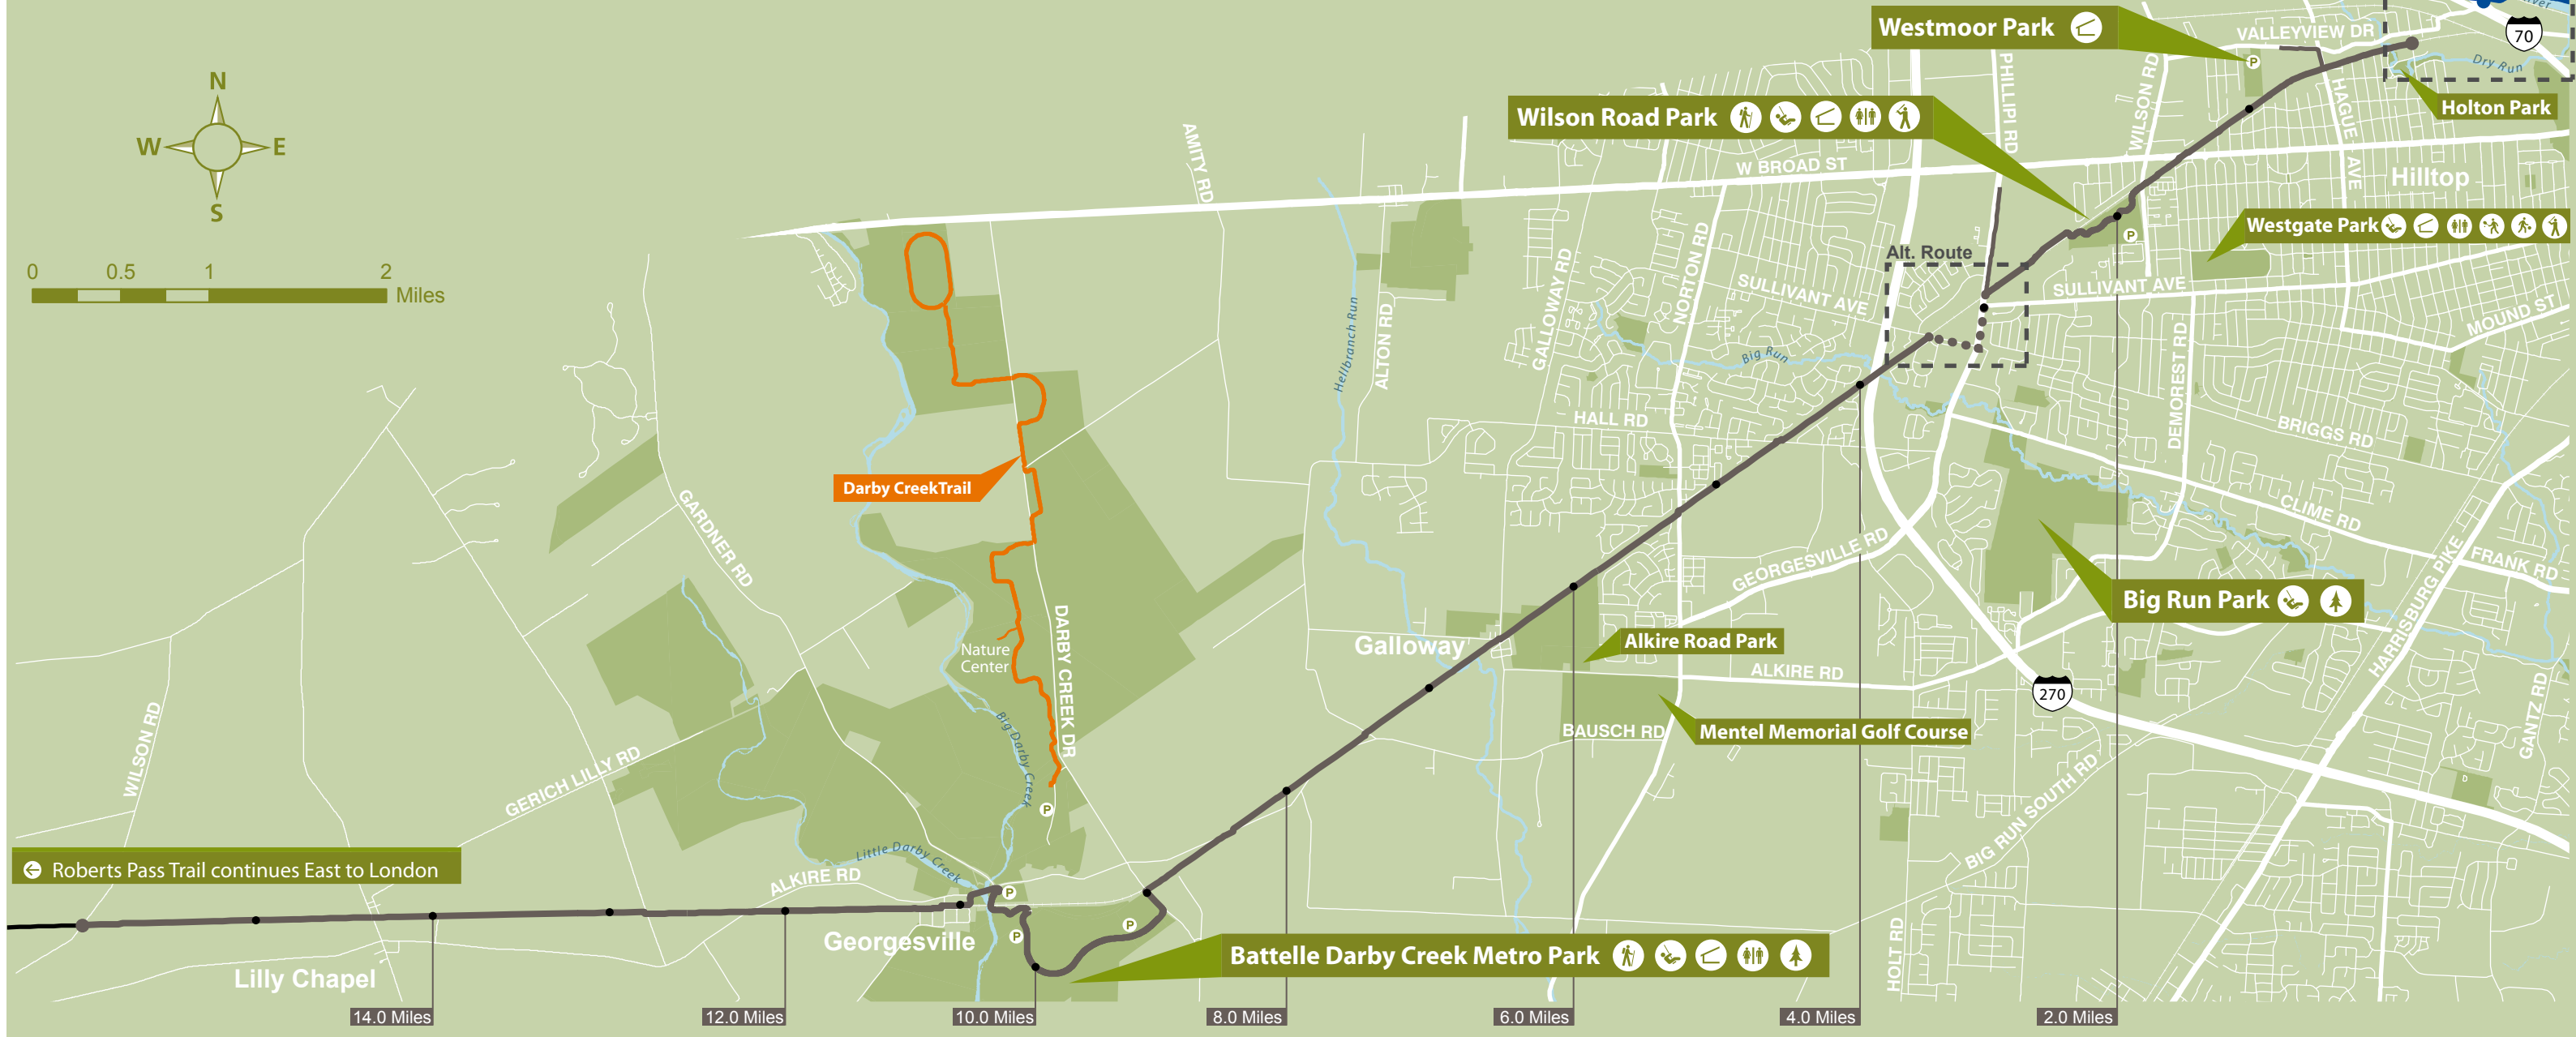 Westmoor Park
VALLEYVIEW DR
70
Dry Run
P
Holton Park
Wilson Road Park
PHILLIPI RD
WILSON RD
HAGUE AVE
N
W
E
S
AMITY RD
W BROAD ST
Hilltop
Westgate Park
P
Alt. Route
SULLIVANT AVE
SULLIVANT AVE
MOUND ST
0
0.5
1
2
Miles
Hellbranch Run
ALTON RD
GALLOWAY RD
NORTON RD
Big Run
DEMOREST RD
HALL RD
BRIGGS RD
Darby CreekTrail
GARDNER RD
CLIME RD
FRANK RD
GEORGESVILLE RD
HARRISBURG PIKE
Big Run Park
Nature
Center
DARBY CREEK DR
Galloway
Alkire Road Park
ALKIRE RD
270
BAUSCH RD
Mentel Memorial Golf Course
GANTZ RD
WILSON RD
GERICH LILLY RD
Big Darby Creek
P
BIG RUN SOUTH RD
Roberts Pass Trail continues East to London
Little Darby Creek
ALKIRE RD
P
P
P
Georgesville
Battelle Darby Creek Metro Park
HOLT RD
Lilly Chapel
14.0 Miles
12.0 Miles
10.0 Miles
8.0 Miles
6.0 Miles
4.0 Miles
2.0 Miles